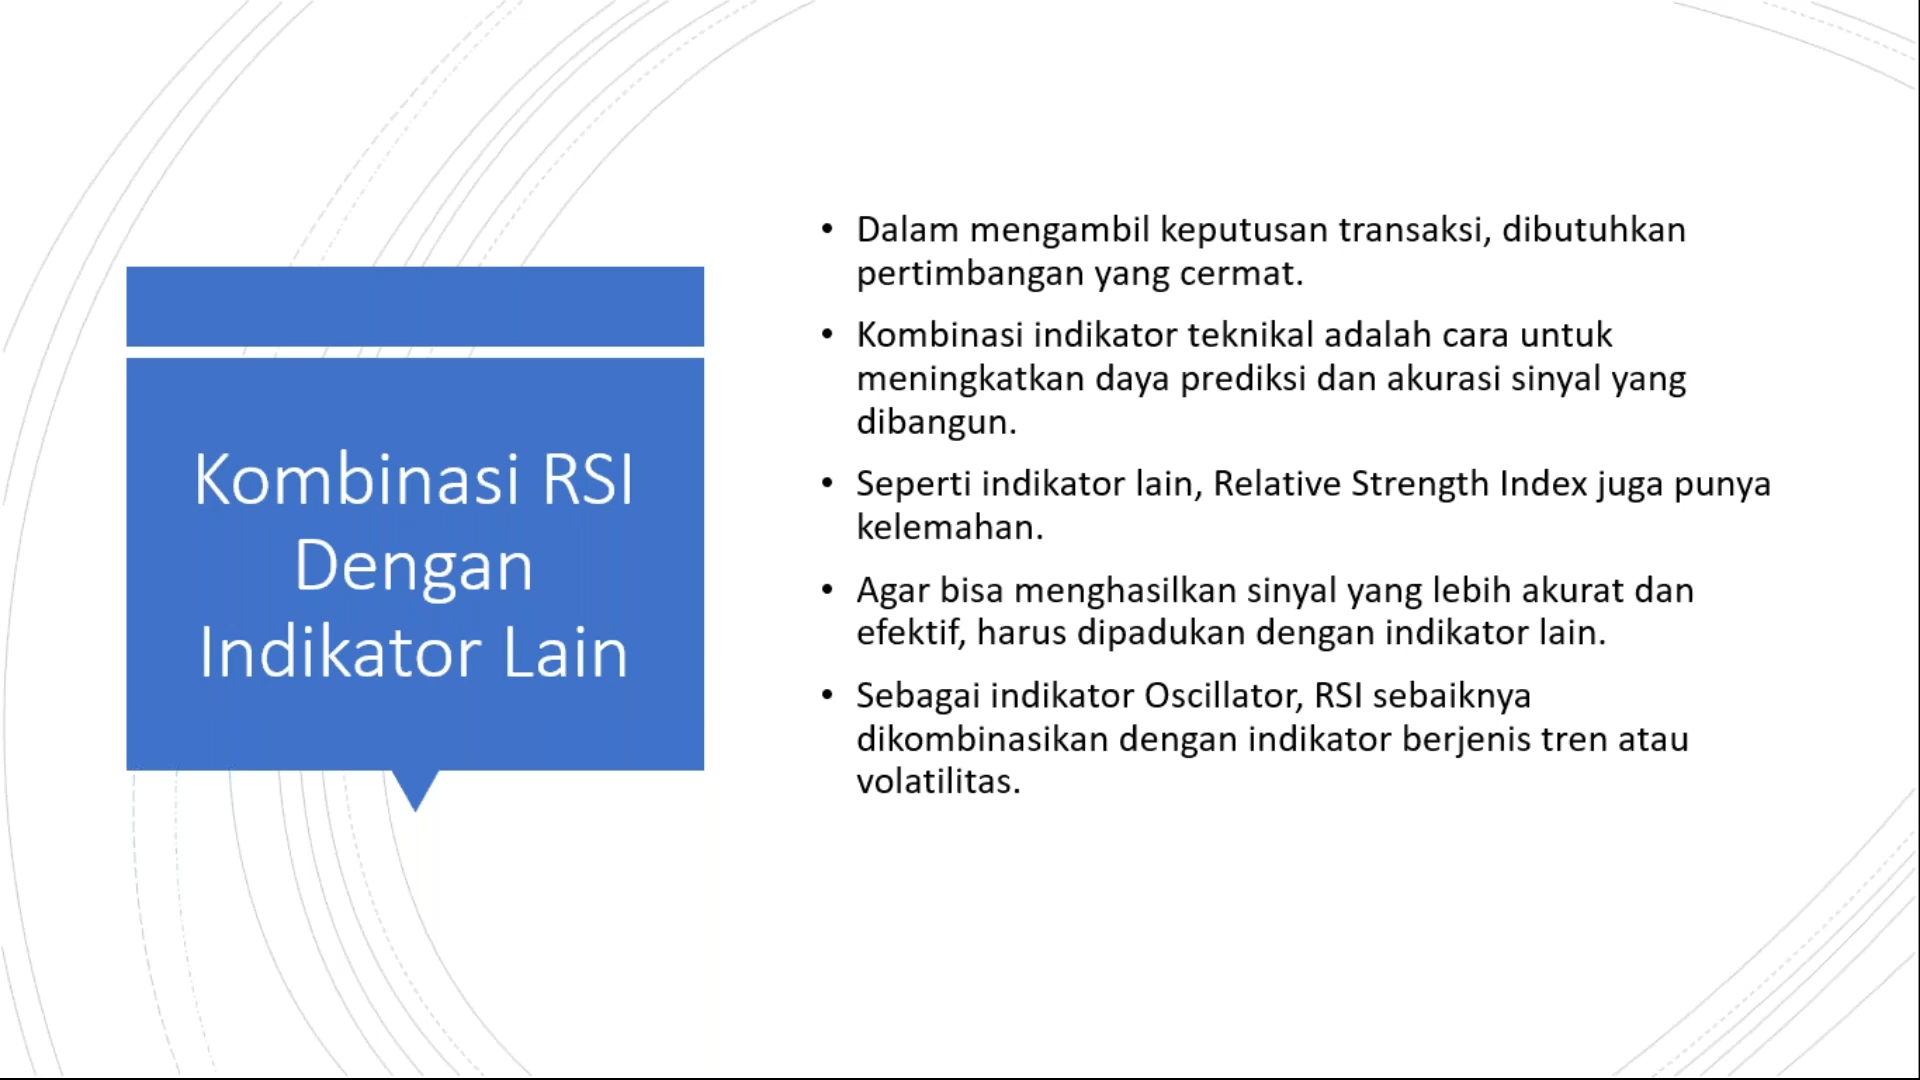 Kombinasi RSI
Dengan
Indikator Lain
• Dalam mengambil keputusan transaksi, dibutuhkan
pertimbangan yang cermat.
• Kombinasi indikator teknikal adalah cara untuk
meningkatkan daya prediksi dan akurasi sinyal yang
dibangun.
• Seperti indikator lain, Relative Strength Index juga punya
kelemahan.
• Agar bisa menghasilkan sinyal yang lebih akurat dan
efektif, harus dipadukan dengan indikator lain.
• Sebagai indikator Oscillator, RSI sebaiknya
dikombinasikan dengan indikator berjenis tren atau
volatilitas.